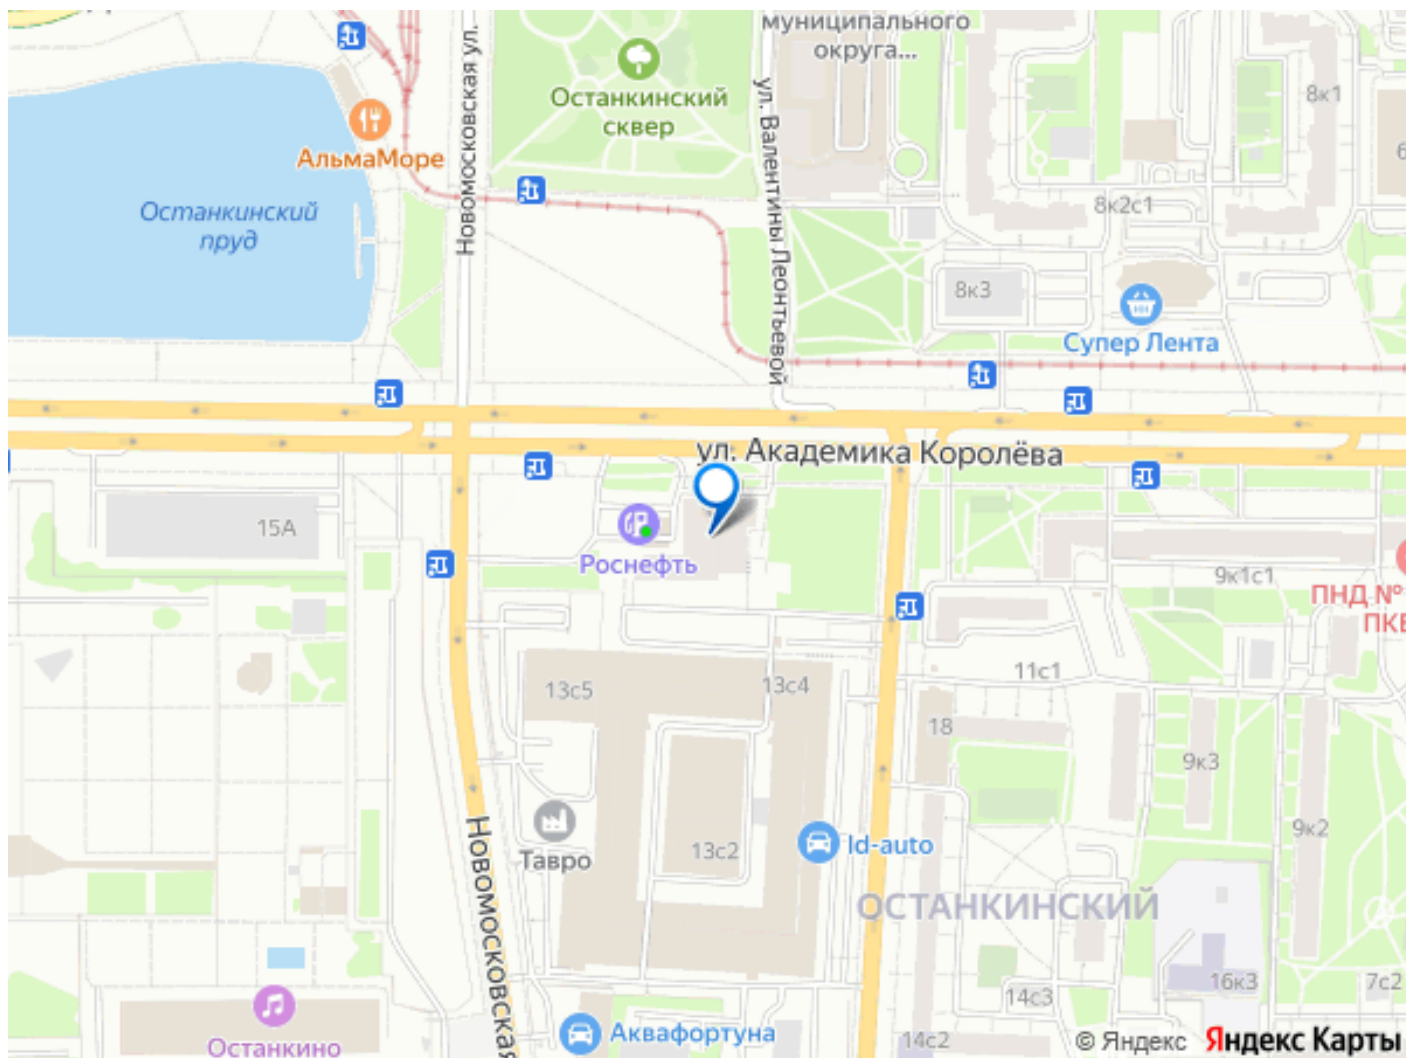 муниципального
округа...
Новомосковская ул.
Останкинский
сквер
ул. Валентины Леонтьевой
8к1
АльмаМоре
Останкинский
пруд
8к2с1
8к3
Супер Лента
ул. Академика Королёва
15А
Роснефть
9к1с1
ПНД №
11с1
13с5
13с4
18
9к3
9к2
Тавро
13с2
Id-auto
Новомосковская
ОСТАНКИНСКИЙ
16к3
7с2
14с3
Аквафортуна
14с2
Останкино
© Яндекс Яндекс Карты